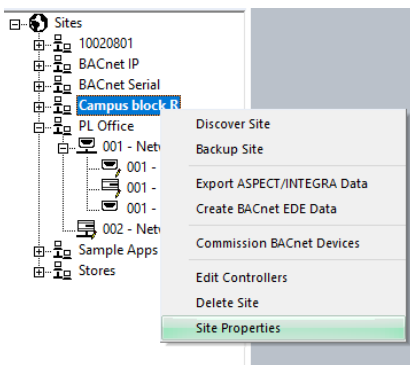 Sites
10020801
BACnet IP
BACnet Serial
Campus block R
PL Office
001 - Net
001 -
001 -
001 -
002 - Net
Sample Apps
Stores
Discover Site
Backup Site
Export ASPECT/INTEGRA Data
Create BACnet EDE Data
Commission BACnet Devices
Edit Controllers
Delete Site
Site Properties